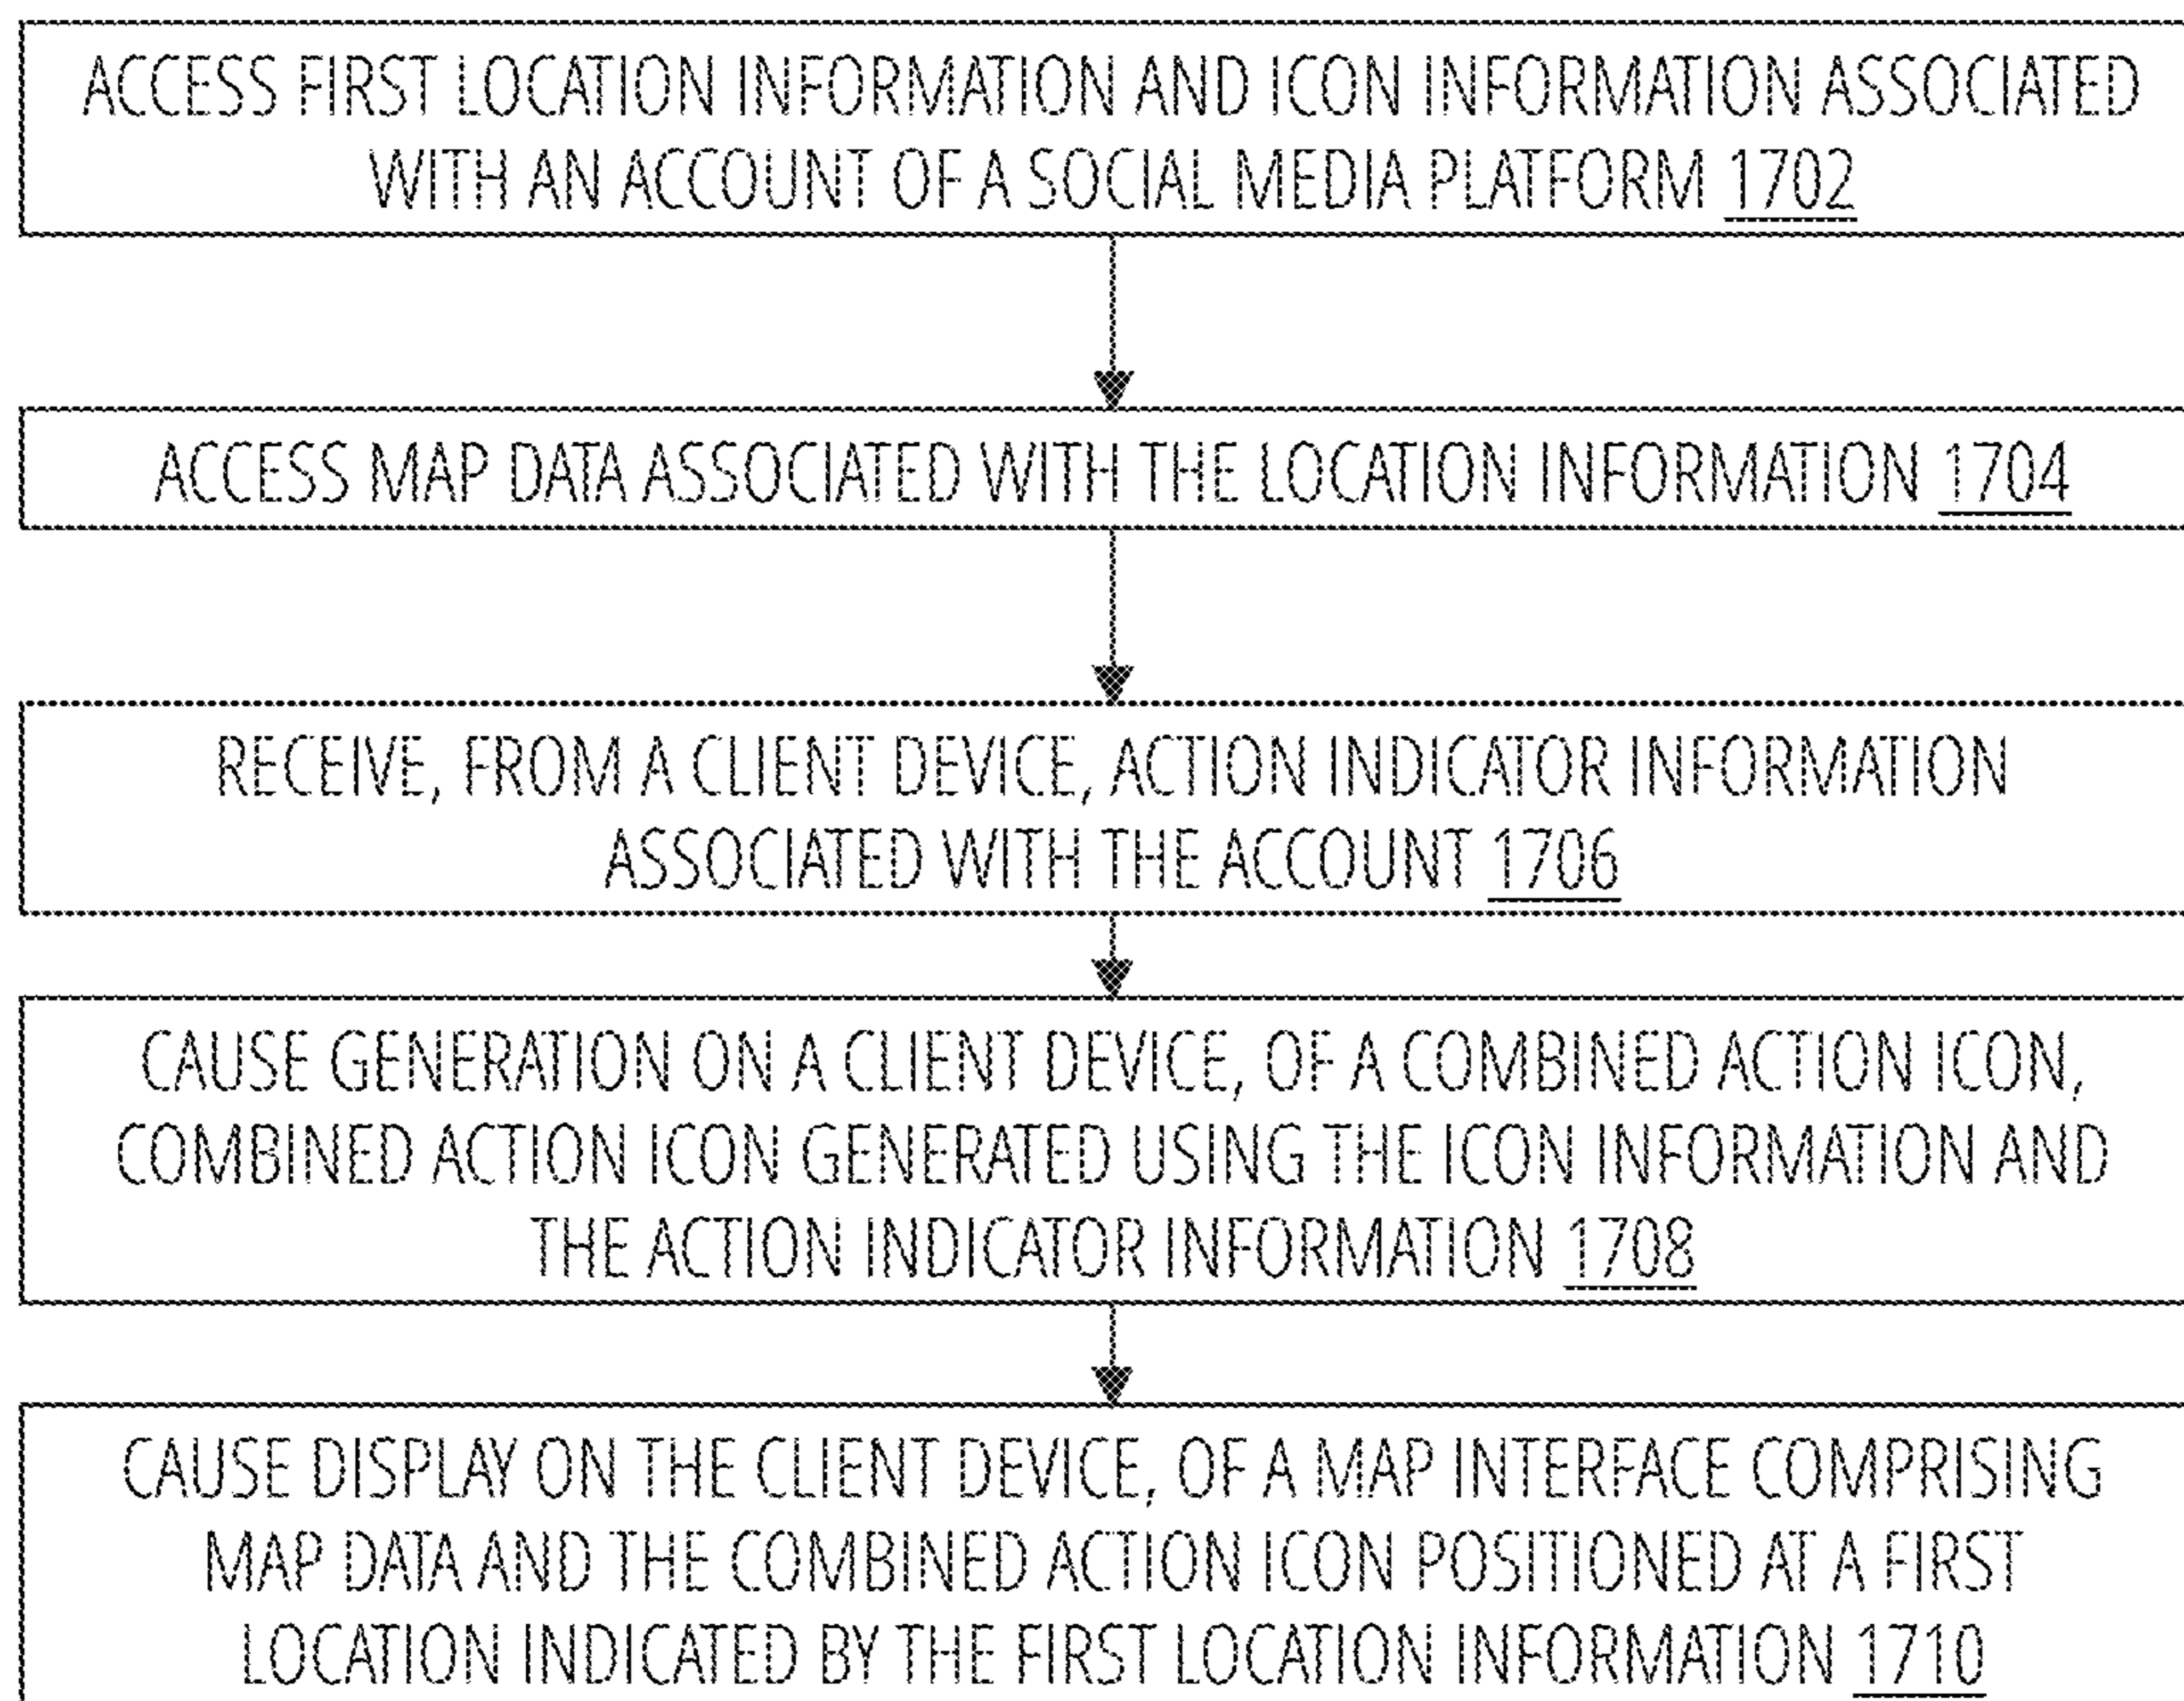 ACCESS FIRST LOCATION INFORMATION AND ICON INFORMATION ASSOCIATED
WITH AN ACCOUNT OF A SOCIAL MEDIA PLATFORM 1702
ACCESS MAP DATA ASSOCIATED WITH THE LOCATION INFORMATION 1704
RECEIVE, FROM A CLIENT DEVICE, ACTION INDICATOR INFORMATION
ASSOCIATED WITH THE ACCOUNT 1706
CAUSE GENERATION ON A CLIENT DEVICE, OF A COMBINED ACTION ICON,
COMBINED ACTION ICON GENERATED USING THE ICON INFORMATION AND
THE ACTION INDICATOR INFORMATION 1708
CAUSE DISPLAY ON THE CLIENT DEVICE, OF A MAP INTERFACE COMPRISING
MAP DATA AND THE COMBINED ACTION ICON POSITIONED AT A FIRST
LOCATION INDICATED BY THE FIRST LOCATION INFORMATION 1710